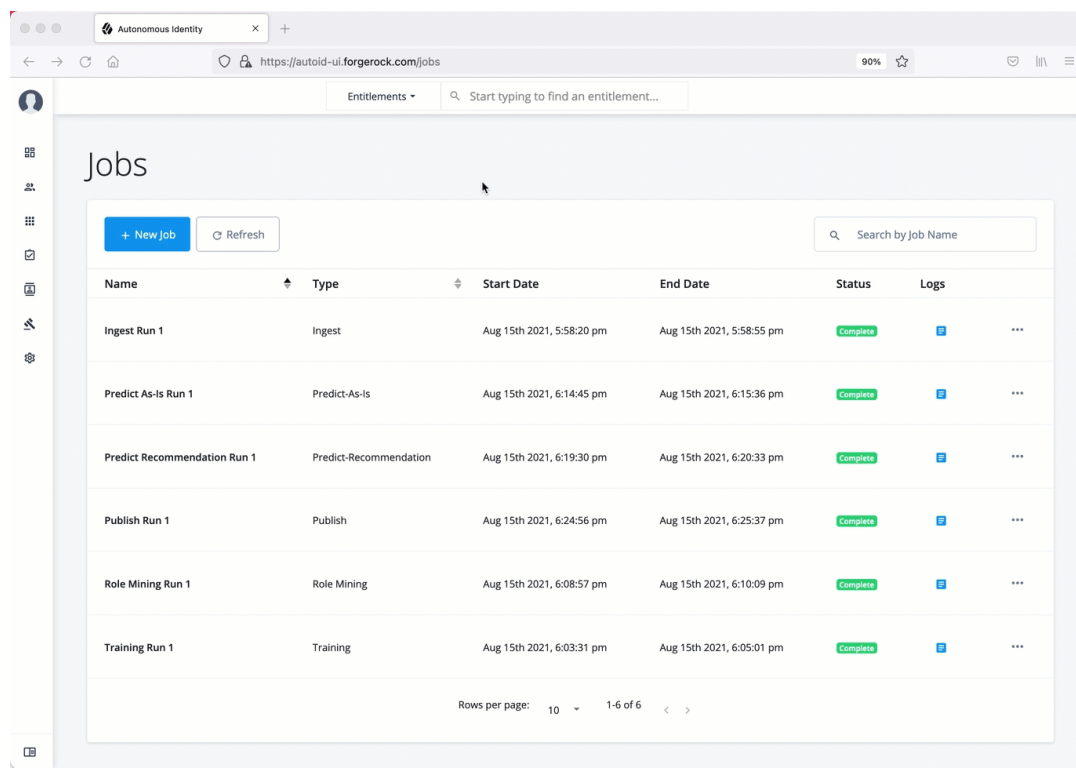 Autonomous Identity
https://autoid-ui.forgerock.com/jobs
90%
Entitlements
Start typing to find an entitlement...
Jobs
+ New Job
Refresh
Search by Job Name
Name Type Start Date End Date Status Logs
Ingest Run 1 Ingest Aug 15th 2021, 5:58:20 pm Aug 15th 2021, 5:58:55 pm Complete
Predict As-Is Run 1 Predict-As-Is Aug 15th 2021, 6:14:45 pm Aug 15th 2021, 6:15:36 pm Complete
Predict Recommendation Run 1 Predict-Recommendation Aug 15th 2021, 6:19:30 pm Aug 15th 2021, 6:20:33 pm Complete
Publish Run 1 Publish Aug 15th 2021, 6:24:56 pm Aug 15th 2021, 6:25:37 pm Complete
Role Mining Run 1 Role Mining Aug 15th 2021, 6:08:57 pm Aug 15th 2021, 6:10:09 pm Complete
Training Run 1 Training Aug 15th 2021, 6:03:31 pm Aug 15th 2021, 6:05:01 pm Complete
Rows per page: 10 1-6 of 6